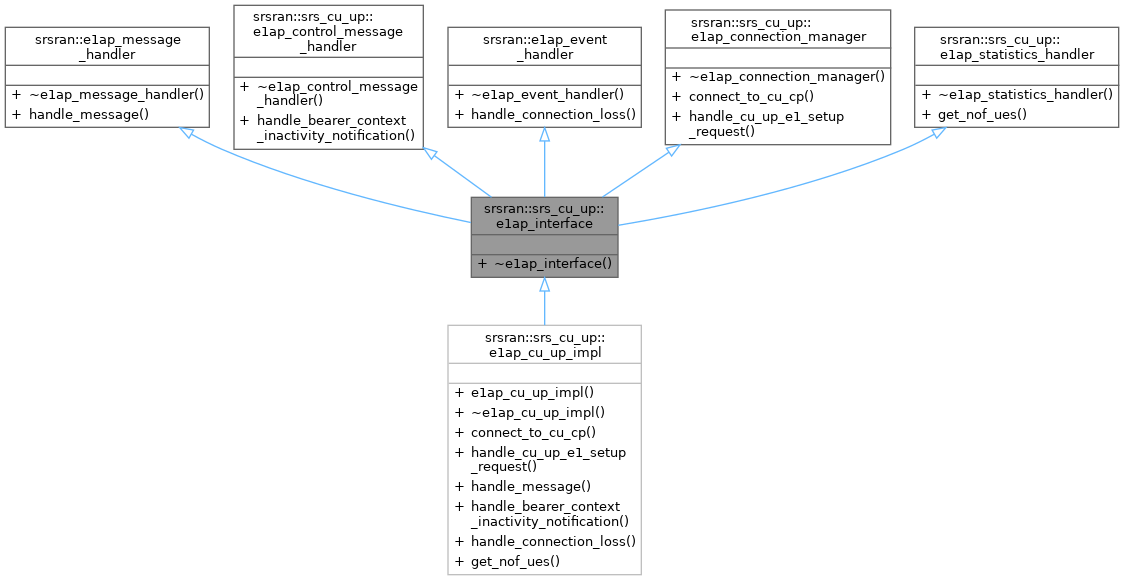 srsran::e1ap_message
_handler
+ ~e1ap_message_handler()
+ handle_message()
srsran::srs_cu_up::
e1ap_control_message
_handler
+ ~e1ap_control_message
_handler()
+ handle_bearer_context
_inactivity_notification()
srsran::e1ap_event
_handler
+ ~e1ap_event_handler()
+ handle_connection_loss()
srsran::srs_cu_up::
e1ap_connection_manager
+ ~e1ap_connection_manager()
+ connect_to_cu_cp()
+ handle_cu_up_e1_setup
_request()
srsran::srs_cu_up::
e1ap_statistics_handler
+ ~e1ap_statistics_handler()
+ get_nof_ues()
srsran::srs_cu_up::
e1ap_interface
+ ~e1ap_interface()
srsran::srs_cu_up::
e1ap_cu_up_impl
+ e1ap_cu_up_impl()
+ ~e1ap_cu_up_impl()
+ connect_to_cu_cp()
+ handle_cu_up_e1_setup
_request()
+ handle_message()
+ handle_bearer_context
_inactivity_notification()
+ handle_connection_loss()
+ get_nof_ues()